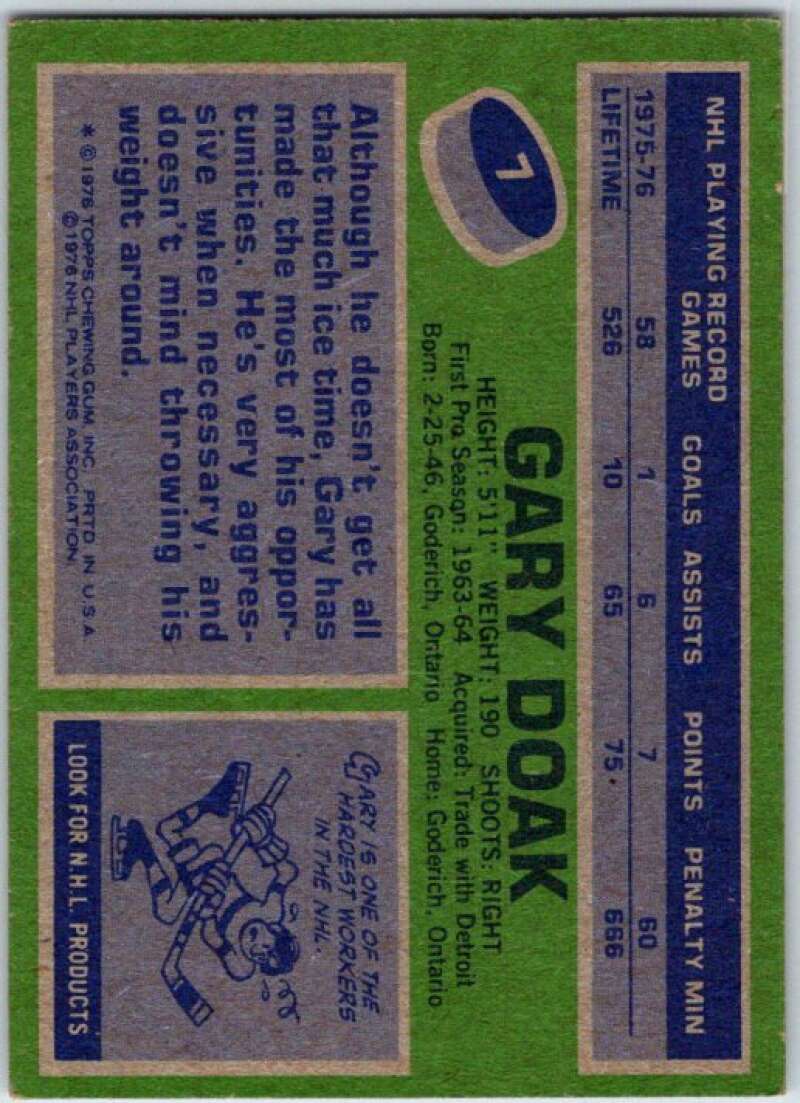 NHL PLAYING RECORD
GAMES GOALS ASSISTS POINTS PENALTY MIN
1975-76 58 1 6 7 60
LIFETIME 526 10 65 75 666
7
GARY DOAK
HEIGHT: 5'11" WEIGHT: 190 SHOOTS: RIGHT
First Pro Season: 1963-64 Acquired: Trade with Detroit
Born: 2-25-46, Goderich, Ontario Home: Goderich, Ontario
Although he doesn't get all
that much ice time, Gary has
made the most of his oppor-
tunities. He's very aggres-
sive when necessary, and
doesn't mind throwing his
weight around.
* © 1976 TOPPS CHEWING GUM, INC. PRTD. IN U.S.A.
© 1976 NHL PLAYERS ASSOCIATION
GARY IS ONE OF THE
HARDEST WORKERS
IN THE NHL.
LOOK FOR N.H.L. PRODUCTS